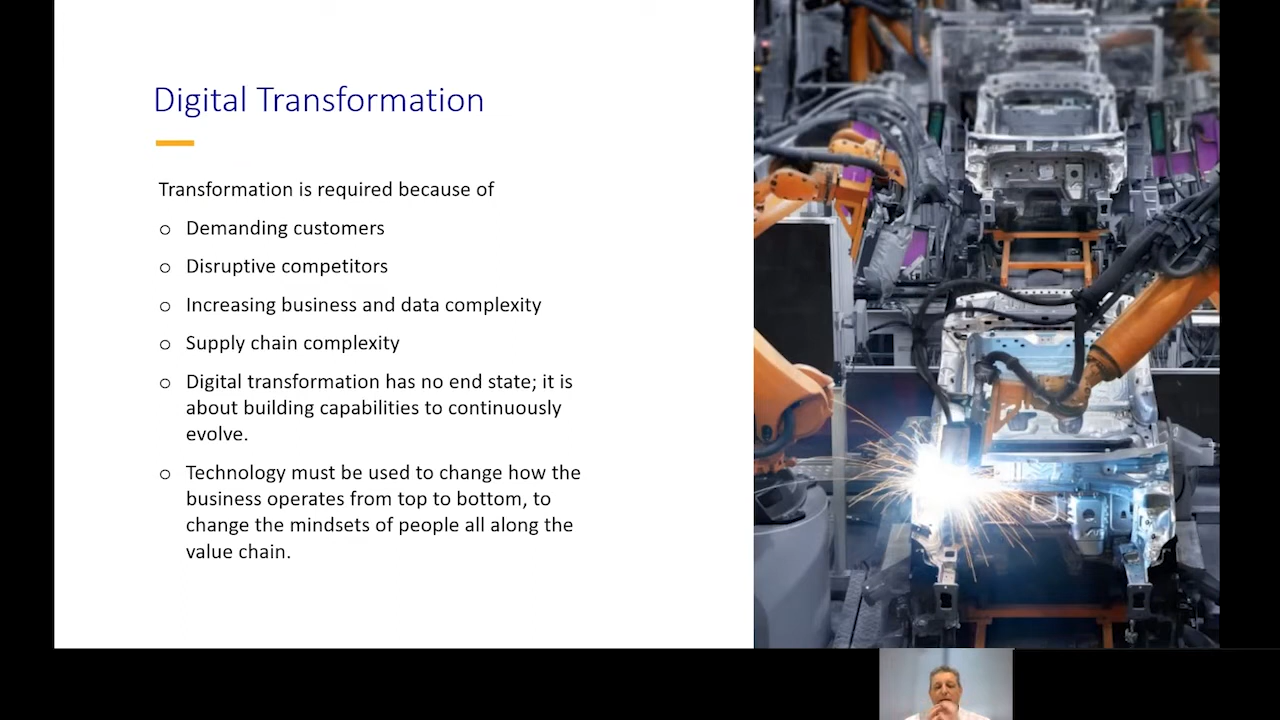 Digital Transformation
Transformation is required because of
o Demanding customers
o Disruptive competitors
o Increasing business and data complexity
o Supply chain complexity
o Digital transformation has no end state; it is
about building capabilities to continuously
evolve.
o Technology must be used to change how the
business operates from top to bottom, to
change the mindsets of people all along the
value chain.